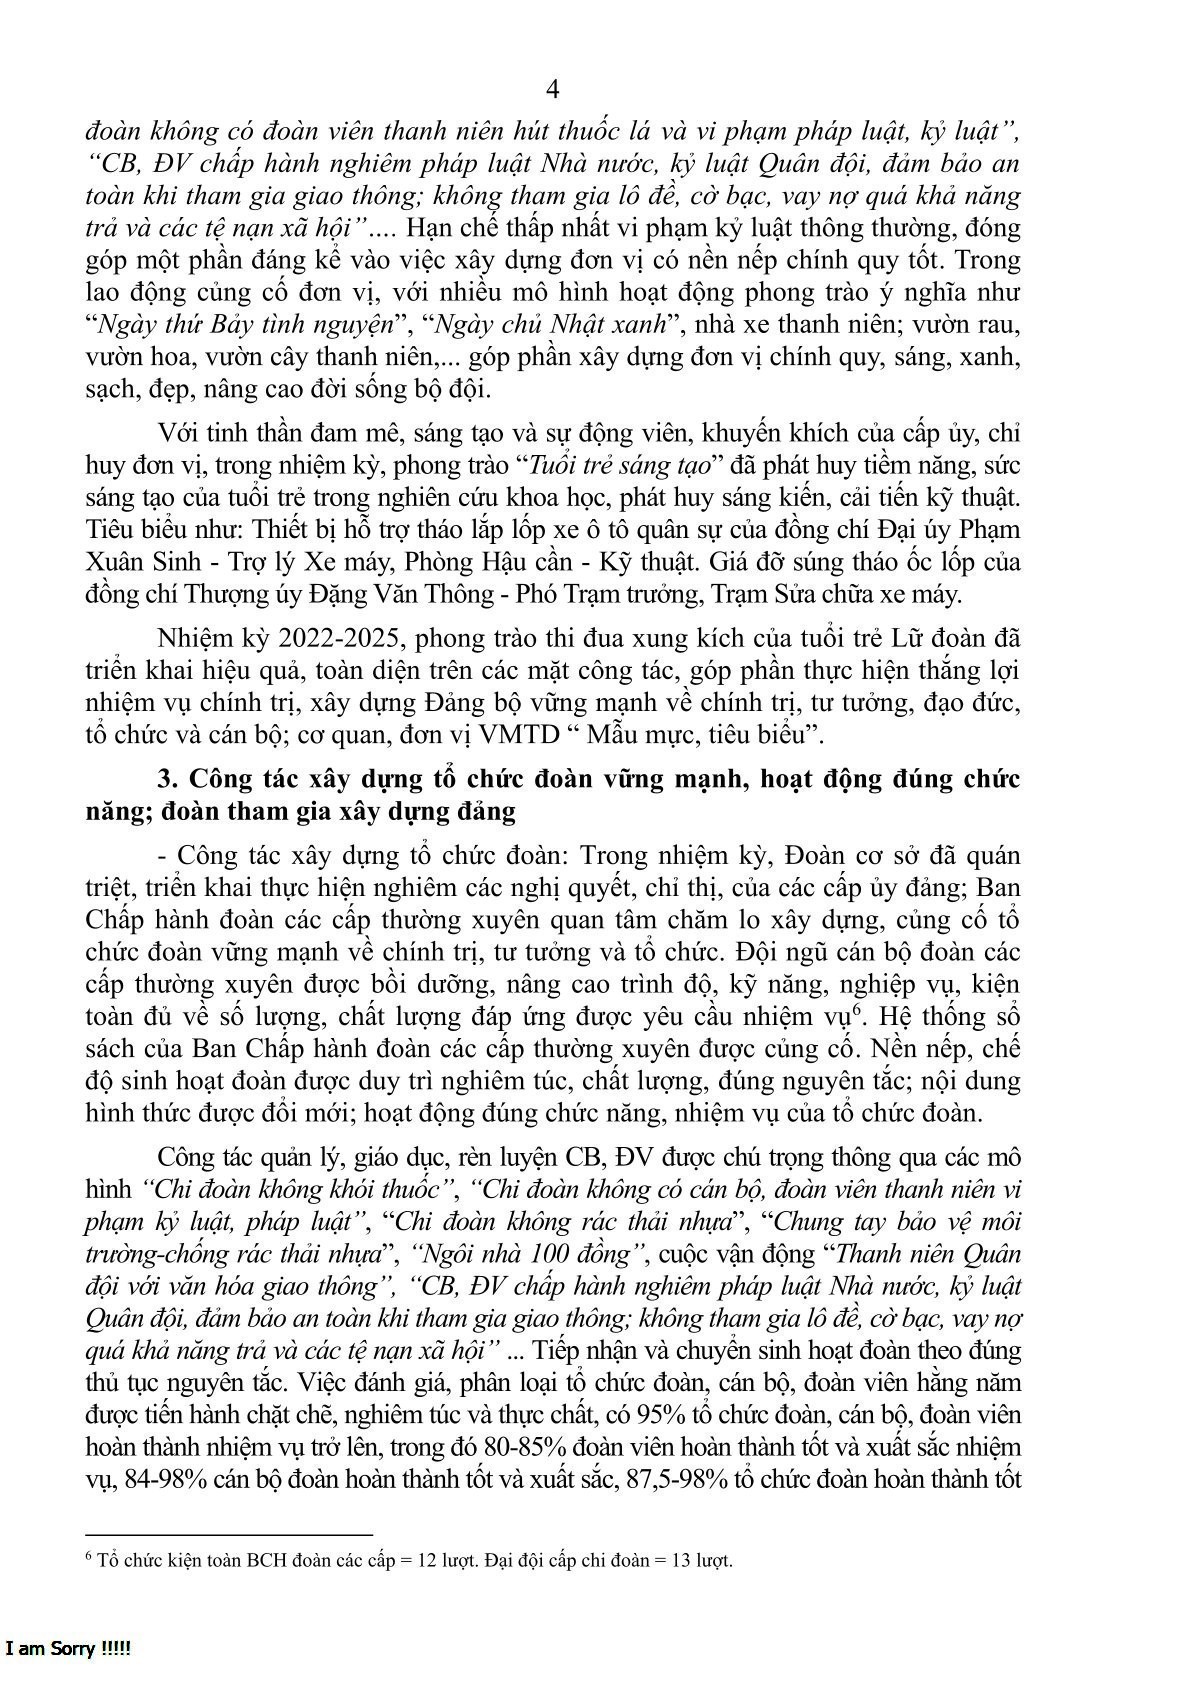 4
đoàn không có đoàn viên thanh niên hút thuốc lá và vi phạm pháp luật, kỷ luật”,
“CB, ĐV chấp hành nghiêm pháp luật Nhà nước, kỷ luật Quân đội, đảm bảo an
toàn khi tham gia giao thông; không tham gia lô đề, cờ bạc, vay nợ quá khả năng
trả và các tệ nạn xã hội”…. Hạn chế thấp nhất vi phạm kỷ luật thông thường, đóng
góp một phần đáng kể vào việc xây dựng đơn vị có nền nếp chính quy tốt. Trong
lao động củng cố đơn vị, với nhiều mô hình hoạt động phong trào ý nghĩa như
“Ngày thứ Bảy tình nguyện”, “Ngày chủ Nhật xanh”, nhà xe thanh niên; vườn rau,
vườn hoa, vườn cây thanh niên,... góp phần xây dựng đơn vị chính quy, sáng, xanh,
sạch, đẹp, nâng cao đời sống bộ đội.
Với tinh thần đam mê, sáng tạo và sự động viên, khuyến khích của cấp ủy, chỉ
huy đơn vị, trong nhiệm kỳ, phong trào “Tuổi trẻ sáng tạo” đã phát huy tiềm năng, sức
sáng tạo của tuổi trẻ trong nghiên cứu khoa học, phát huy sáng kiến, cải tiến kỹ thuật.
Tiêu biểu như: Thiết bị hỗ trợ tháo lắp lốp xe ô tô quân sự của đồng chí Đại úy Phạm
Xuân Sinh - Trợ lý Xe máy, Phòng Hậu cần - Kỹ thuật. Giá đỡ súng tháo ốc lốp của
đồng chí Thượng úy Đặng Văn Thông - Phó Trạm trưởng, Trạm Sửa chữa xe máy.
Nhiệm kỳ 2022-2025, phong trào thi đua xung kích của tuổi trẻ Lữ đoàn đã
triển khai hiệu quả, toàn diện trên các mặt công tác, góp phần thực hiện thắng lợi
nhiệm vụ chính trị, xây dựng Đảng bộ vững mạnh về chính trị, tư tưởng, đạo đức,
tổ chức và cán bộ; cơ quan, đơn vị VMTD “ Mẫu mực, tiêu biểu”.
3. Công tác xây dựng tổ chức đoàn vững mạnh, hoạt động đúng chức
năng; đoàn tham gia xây dựng đảng
- Công tác xây dựng tổ chức đoàn: Trong nhiệm kỳ, Đoàn cơ sở đã quán
triệt, triển khai thực hiện nghiêm các nghị quyết, chỉ thị, của các cấp ủy đảng; Ban
Chấp hành đoàn các cấp thường xuyên quan tâm chăm lo xây dựng, củng cố tổ
chức đoàn vững mạnh về chính trị, tư tưởng và tổ chức. Đội ngũ cán bộ đoàn các
cấp thường xuyên được bồi dưỡng, nâng cao trình độ, kỹ năng, nghiệp vụ, kiện
toàn đủ về số lượng, chất lượng đáp ứng được yêu cầu nhiệm vụ⁶. Hệ thống sổ
sách của Ban Chấp hành đoàn các cấp thường xuyên được củng cố. Nền nếp, chế
độ sinh hoạt đoàn được duy trì nghiêm túc, chất lượng, đúng nguyên tắc; nội dung
hình thức được đổi mới; hoạt động đúng chức năng, nhiệm vụ của tổ chức đoàn.
Công tác quản lý, giáo dục, rèn luyện CB, ĐV được chú trọng thông qua các mô
hình “Chi đoàn không khói thuốc”, “Chi đoàn không có cán bộ, đoàn viên thanh niên vi
phạm kỷ luật, pháp luật”, “Chi đoàn không rác thải nhựa”, “Chung tay bảo vệ môi
trường-chống rác thải nhựa”, “Ngôi nhà 100 đồng”, cuộc vận động “Thanh niên Quân
đội với văn hóa giao thông”, “CB, ĐV chấp hành nghiêm pháp luật Nhà nước, kỷ luật
Quân đội, đảm bảo an toàn khi tham gia giao thông; không tham gia lô đề, cờ bạc, vay nợ
quá khả năng trả và các tệ nạn xã hội” ... Tiếp nhận và chuyển sinh hoạt đoàn theo đúng
thủ tục nguyên tắc. Việc đánh giá, phân loại tổ chức đoàn, cán bộ, đoàn viên hằng năm
được tiến hành chặt chẽ, nghiêm túc và thực chất, có 95% tổ chức đoàn, cán bộ, đoàn viên
hoàn thành nhiệm vụ trở lên, trong đó 80-85% đoàn viên hoàn thành tốt và xuất sắc nhiệm
vụ, 84-98% cán bộ đoàn hoàn thành tốt và xuất sắc, 87,5-98% tổ chức đoàn hoàn thành tốt
⁶ Tổ chức kiện toàn BCH đoàn các cấp = 12 lượt. Đại đội cấp chi đoàn = 13 lượt.
I am Sorry !!!!!